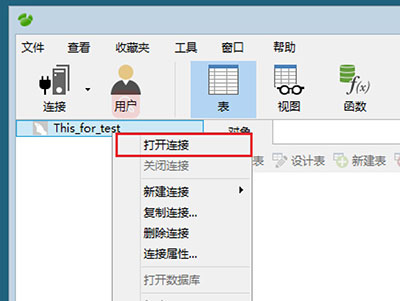 文件 查看 收藏夹 工具 窗口 帮助
连接 用户 表 视图 f(x) 函数
This_for_test 对象
打开连接
关闭连接 表 设计表 新建表
新建连接
复制连接...
删除连接
连接属性...
打开数据库